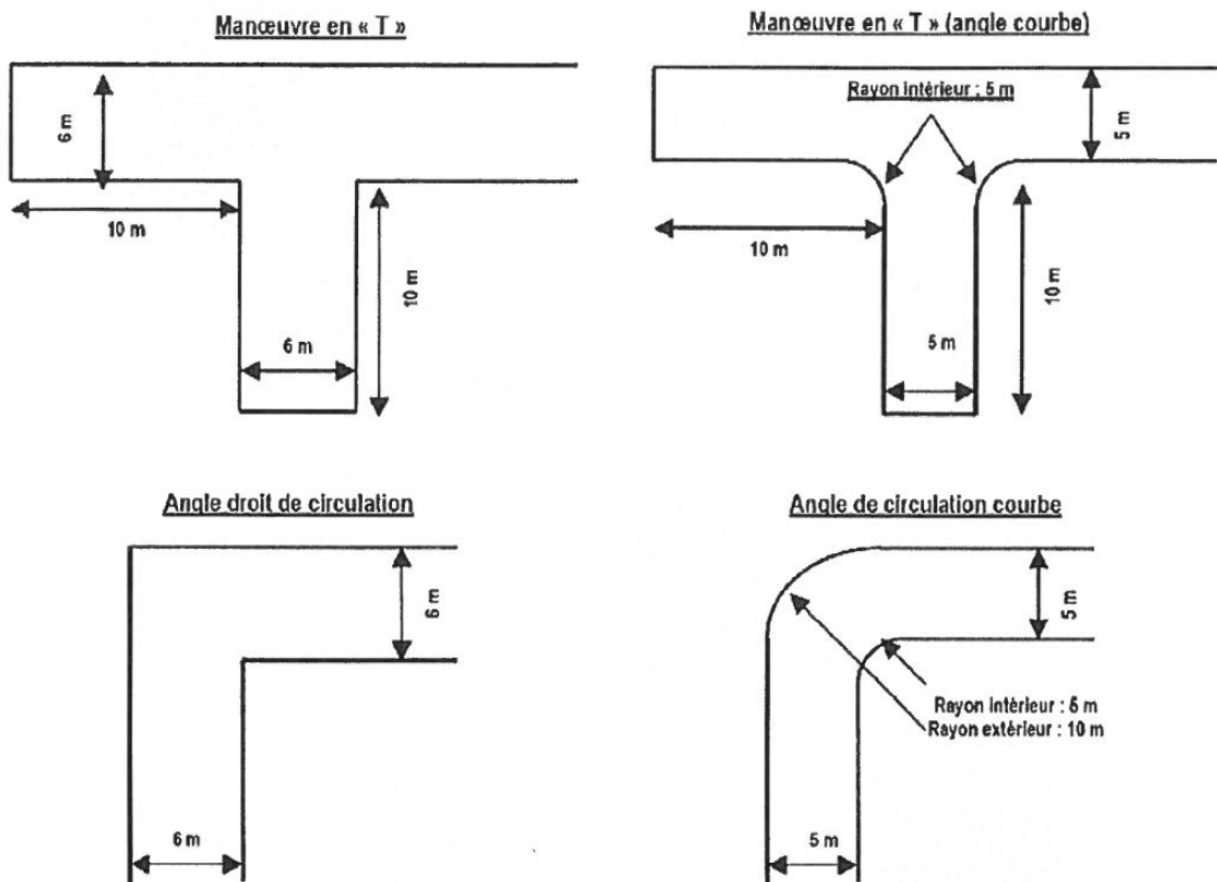 Manœuvre en « T »
Manœuvre en « T » (angle courbe)
6 m
10 m
10 m
6 m
Rayon intérieur : 5 m
5 m
10 m
10 m
5 m
Angle droit de circulation
6 m
6 m
Angle de circulation courbe
5 m
Rayon intérieur : 5 m
Rayon extérieur : 10 m
5 m